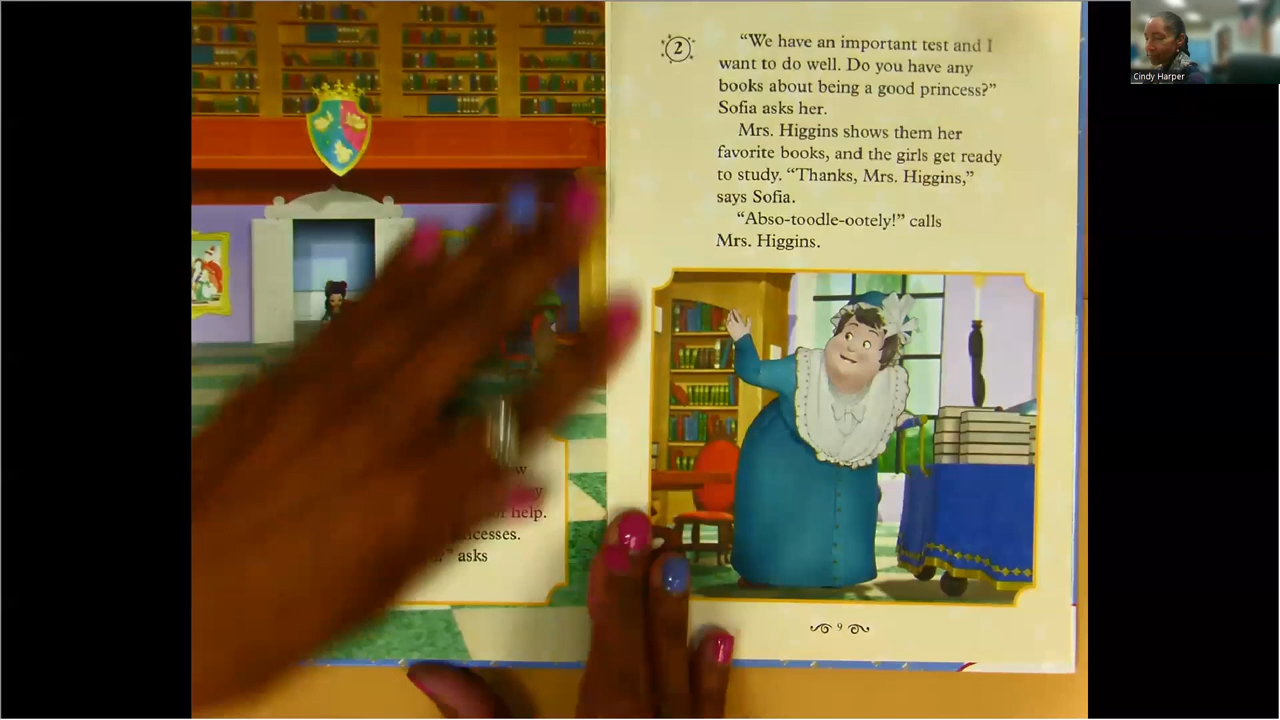 help.
asks
2
“We have an important test and I
want to do well. Do you have any
books about being a good princess?”
Sofia asks her.
Mrs. Higgins shows them her
favorite books, and the girls get ready
to study. “Thanks, Mrs. Higgins,”
says Sofia.
“Abso-toodle-ootely!” calls
Mrs. Higgins.
9
Cindy Harper